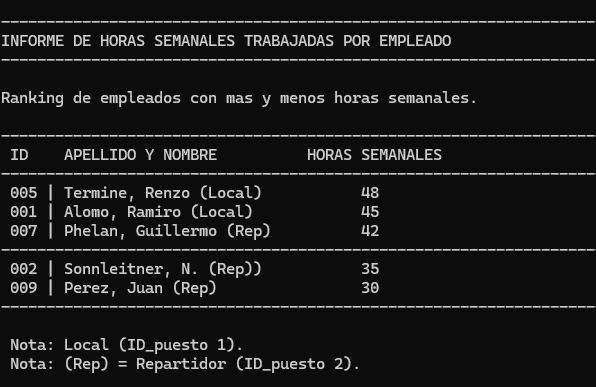 INFORME DE HORAS SEMANALES TRABAJADAS POR EMPLEADO
Ranking de empleados con mas y menos horas semanales.
ID APELLIDO Y NOMBRE HORAS SEMANALES
005 | Termine, Renzo (Local) 48
001 | Alomo, Ramiro (Local) 45
007 | Phelan, Guillermo (Rep) 42
002 | Sonnleitner, N. (Rep)) 35
009 | Perez, Juan (Rep) 30
Nota: Local (ID_puesto 1).
Nota: (Rep) = Repartidor (ID_puesto 2).